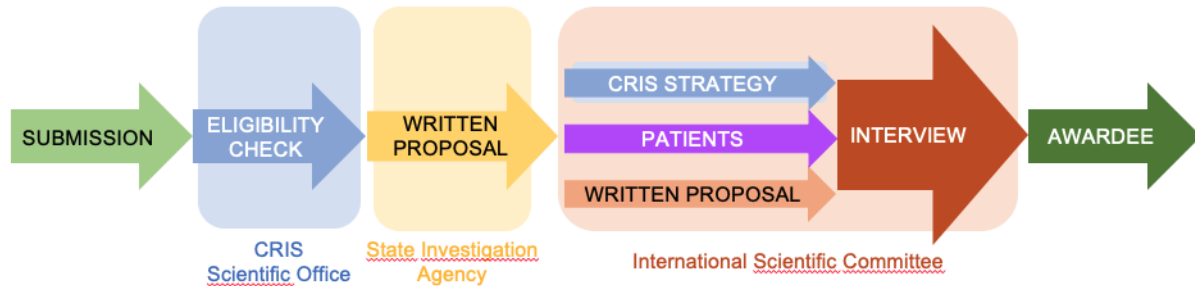 SUBMISSION
ELIGIBILITY
CHECK
WRITTEN
PROPOSAL
CRIS STRATEGY
PATIENTS
WRITTEN PROPOSAL
INTERVIEW
AWARDEE
CRIS
Scientific Office
State Investigation
Agency
International Scientific Committee